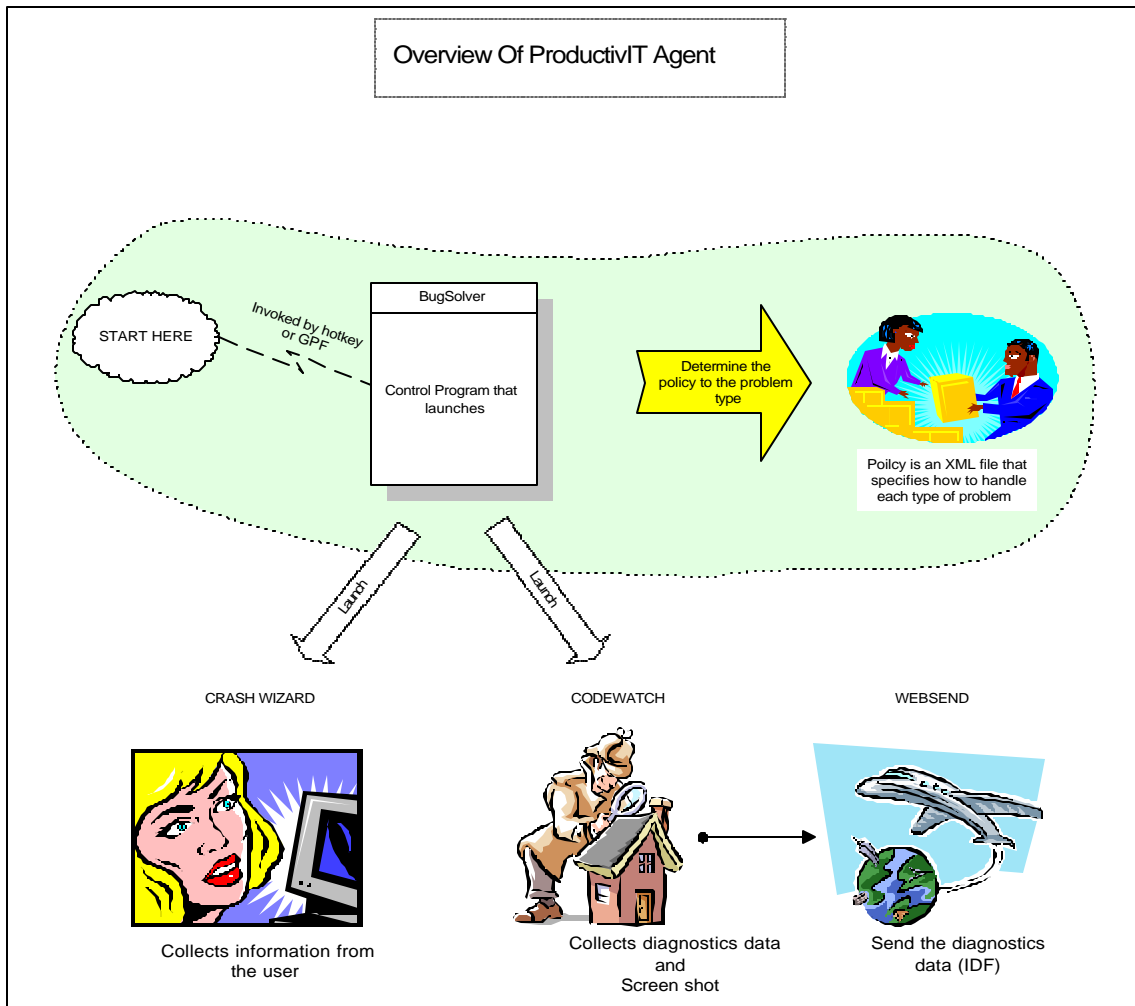 Overview Of ProductivIT Agent
START HERE
Invoked by hotkey
or GPF
BugSolver
Control Program that
launches
Determine the
policy to the problem
type
Poilcy is an XML file that
specifies how to handle
each type of problem
Launch
Launch
CRASH WIZARD
CODEWATCH
WEBSEND
Collects information from
the user
Collects diagnostics data
and
Screen shot
Send the diagnostics
data (IDF)